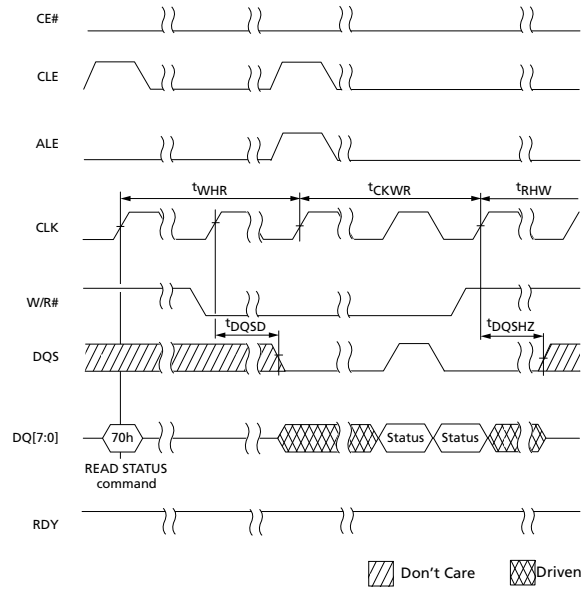 CE#
CLE
ALE
tWHR
tCKWR
tRHW
CLK
W/R#
tDQSD
tDQSHZ
DQS
DQ[7:0]
70h
Status
Status
READ STATUS
command
RDY
Don't Care
Driven